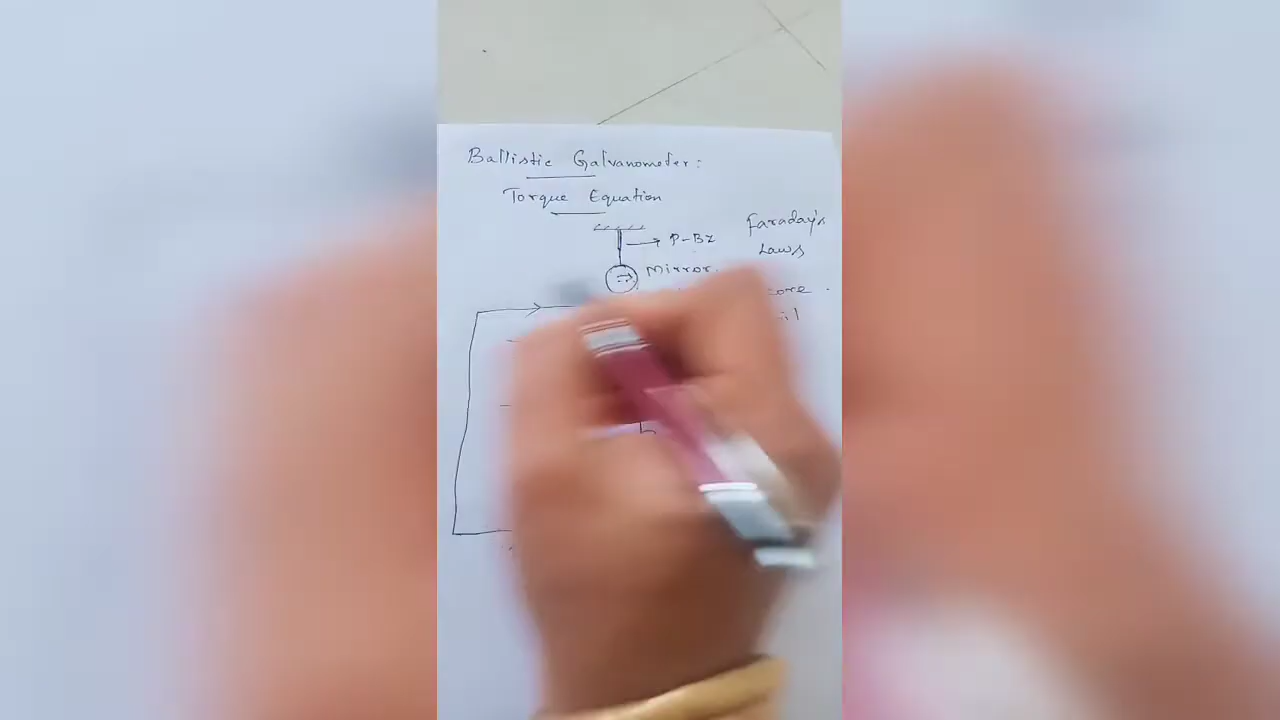 Ballistic Galvanometer:
Torque Equation
P-BZ
Mirror
Faraday's
Laws